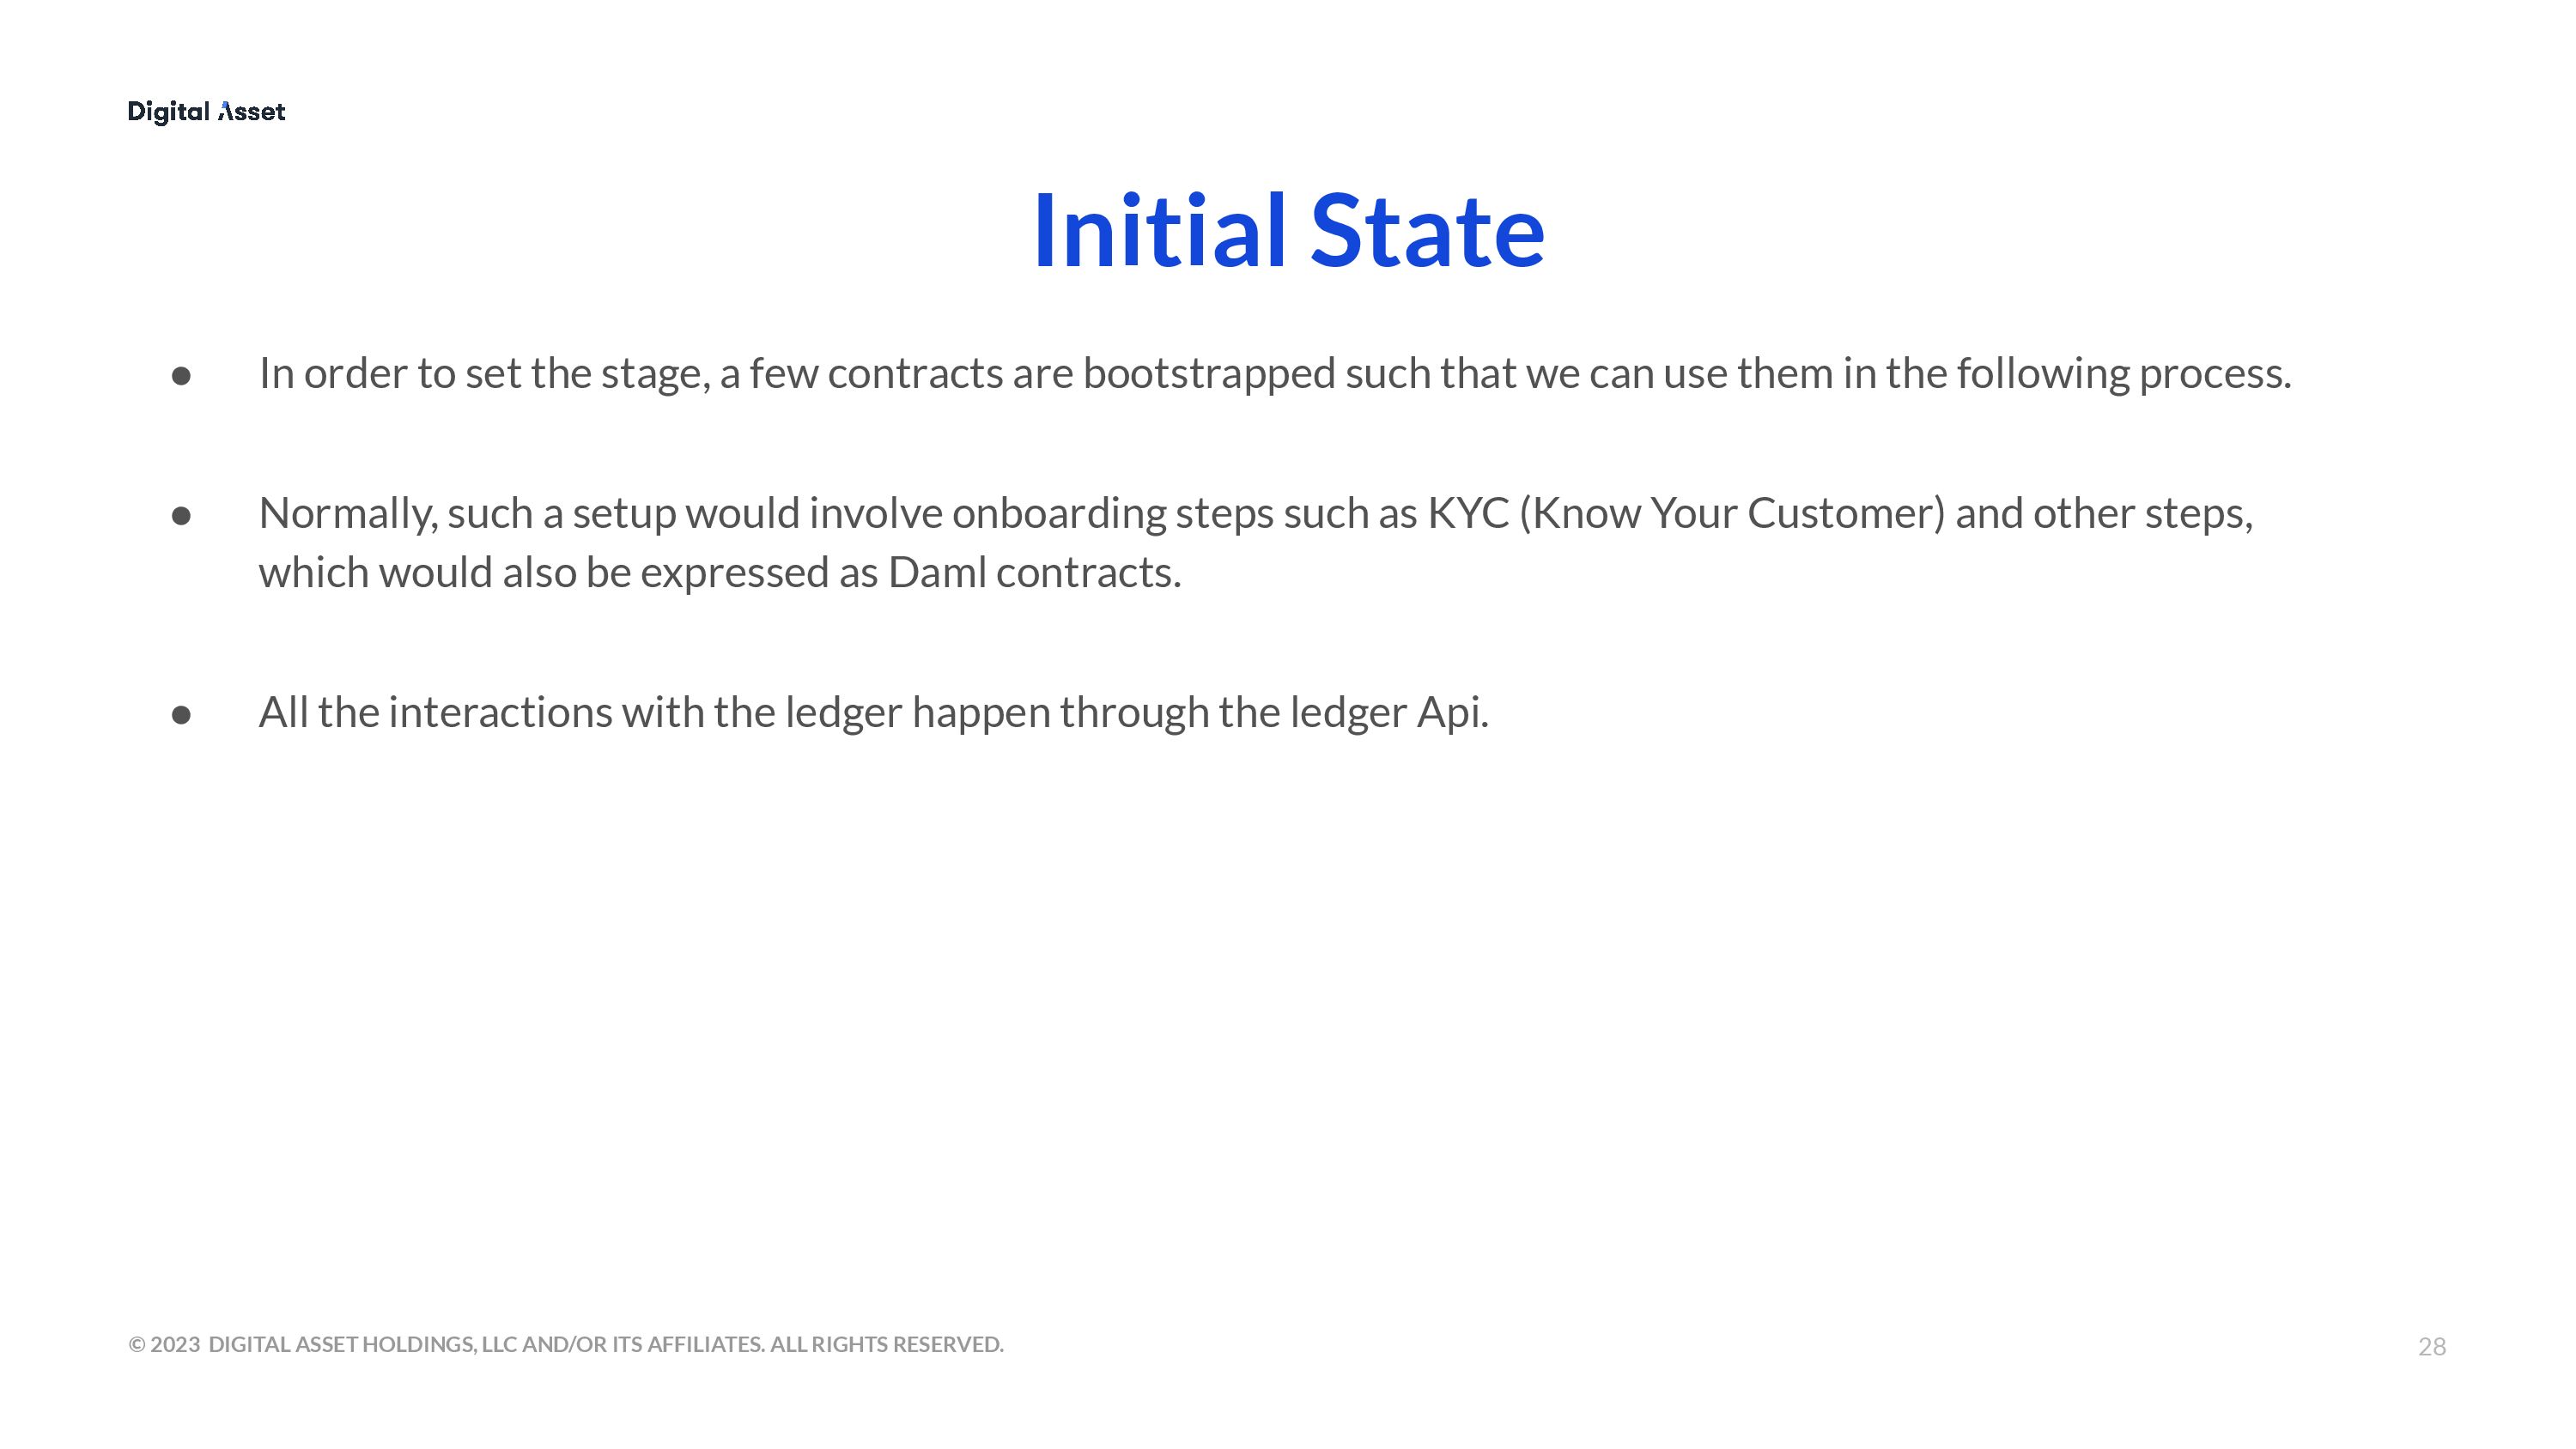 Digital Asset
Initial State
● In order to set the stage, a few contracts are bootstrapped such that we can use them in the following process.
● Normally, such a setup would involve onboarding steps such as KYC (Know Your Customer) and other steps,
which would also be expressed as Daml contracts.
● All the interactions with the ledger happen through the ledger Api.
© 2023 DIGITAL ASSET HOLDINGS, LLC AND/OR ITS AFFILIATES. ALL RIGHTS RESERVED.
28